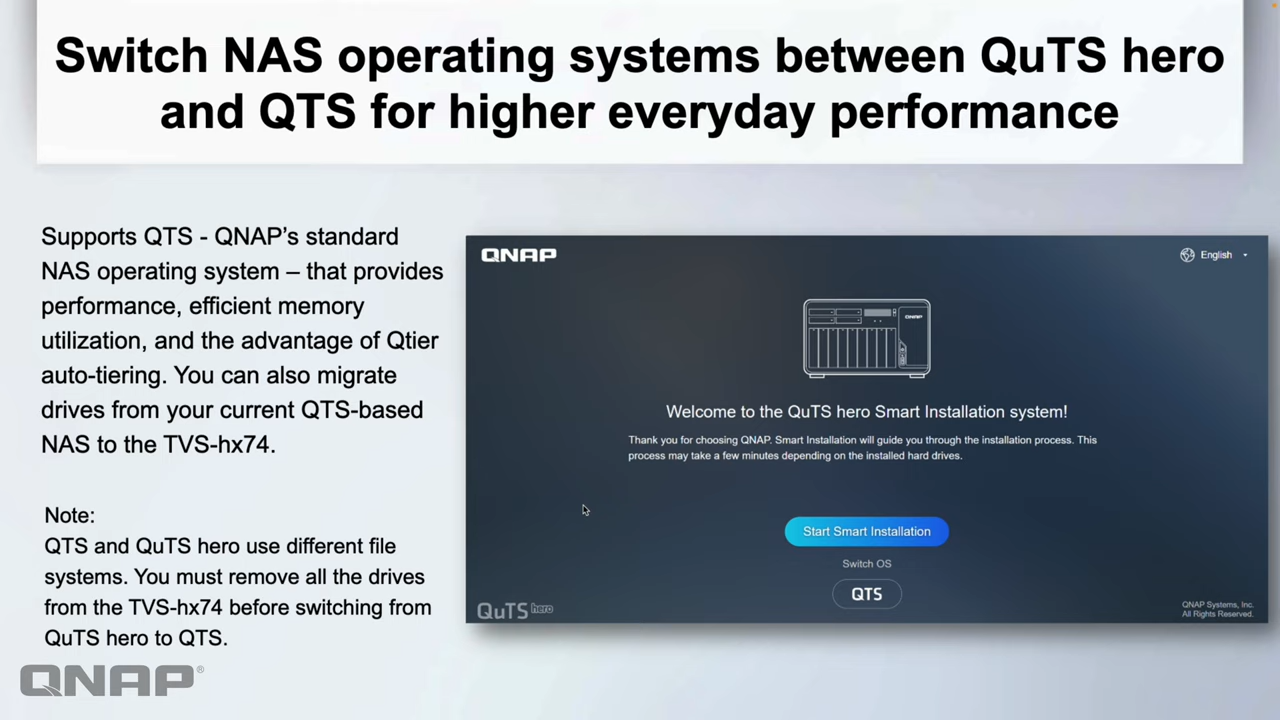 Switch NAS operating systems between QuTS hero
and QTS for higher everyday performance
Supports QTS - QNAP’s standard
NAS operating system – that provides
performance, efficient memory
utilization, and the advantage of Qtier
auto-tiering. You can also migrate
drives from your current QTS-based
NAS to the TVS-hx74.
Note:
QTS and QuTS hero use different file
systems. You must remove all the drives
from the TVS-hx74 before switching from
QuTS hero to QTS.
QNAP®
QNAP
English
QNAP
Welcome to the QuTS hero Smart Installation system!
Thank you for choosing QNAP. Smart Installation will guide you through the installation process. This
process may take a few minutes depending on the installed hard drives.
Start Smart Installation
Switch OS
QTS
QuTS hero
QNAP Systems, Inc.
All Rights Reserved.